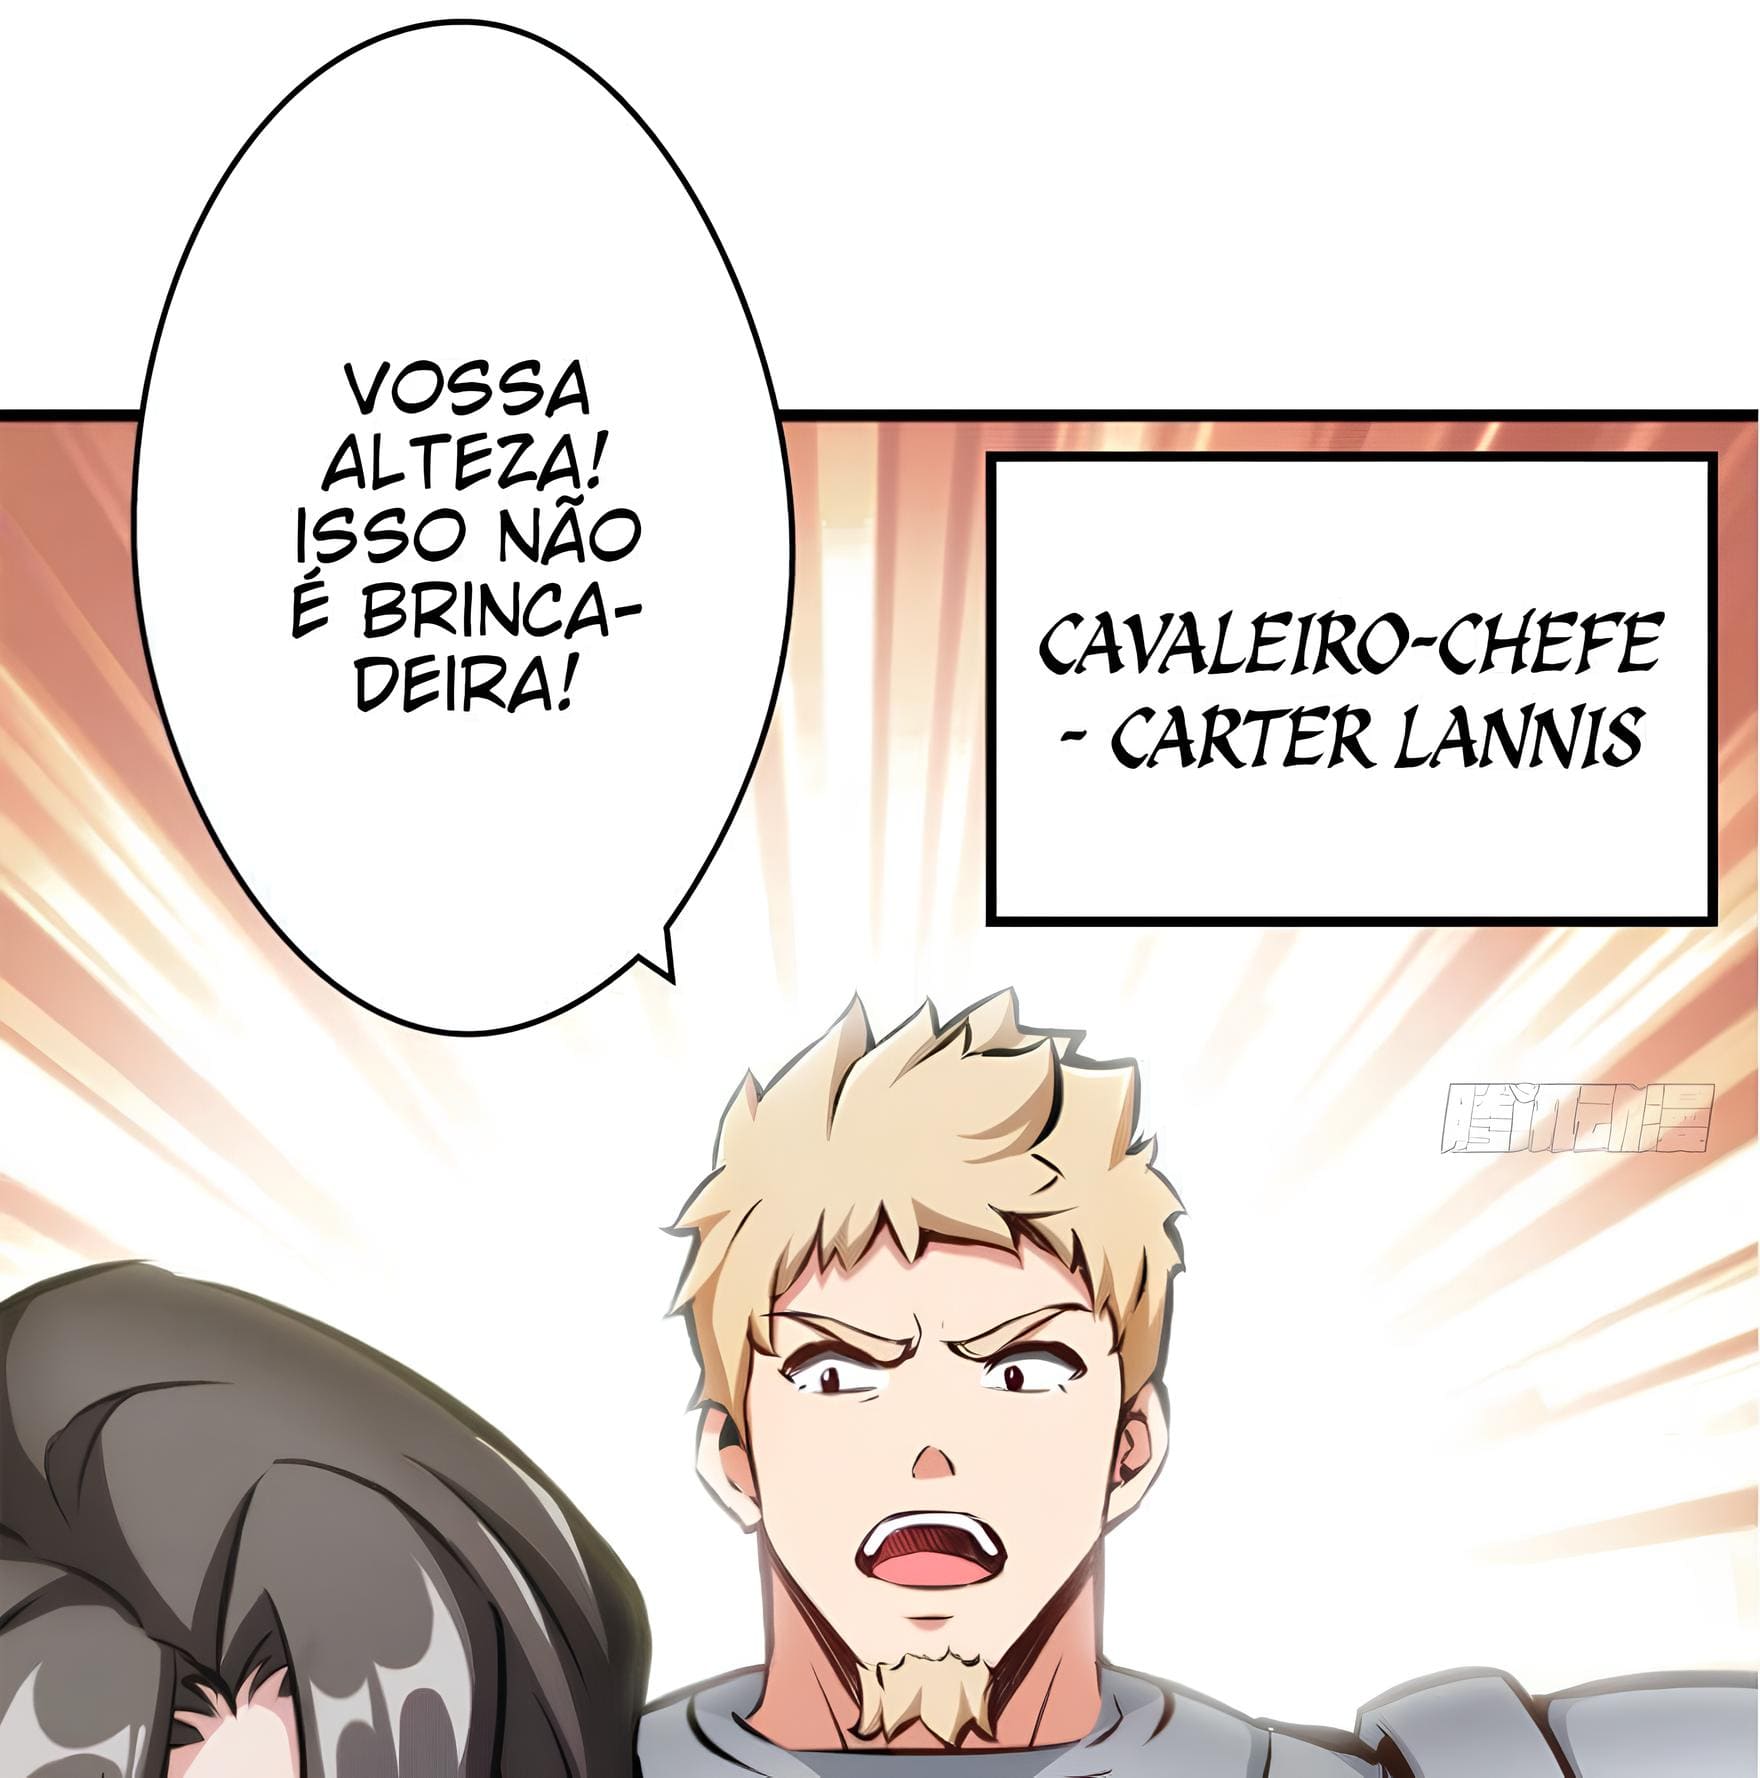 VOSSA
ALTEZA!
ISSO NÃO
É BRINCA-
DEIRA!
CAVALEIRO-CHEFE
- CARTER LANNIS